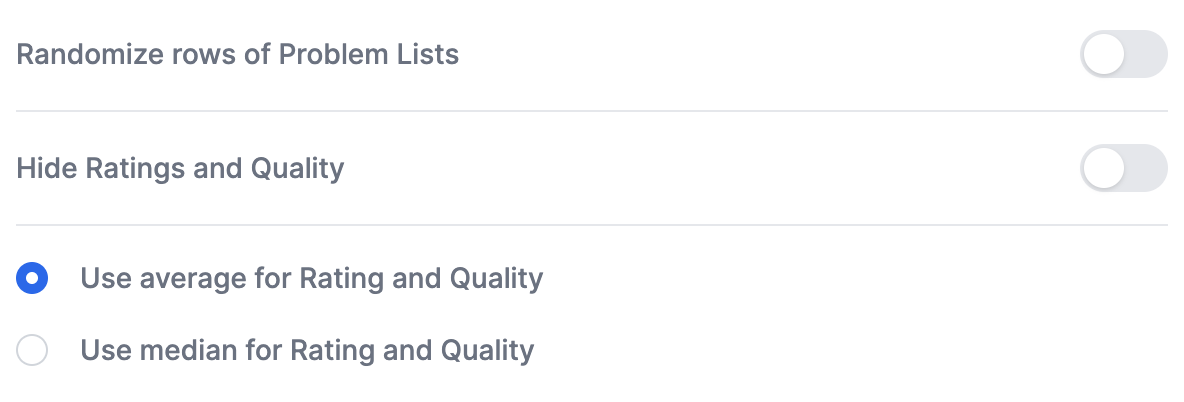 Randomize rows of Problem Lists
Hide Ratings and Quality
Use average for Rating and Quality
Use median for Rating and Quality